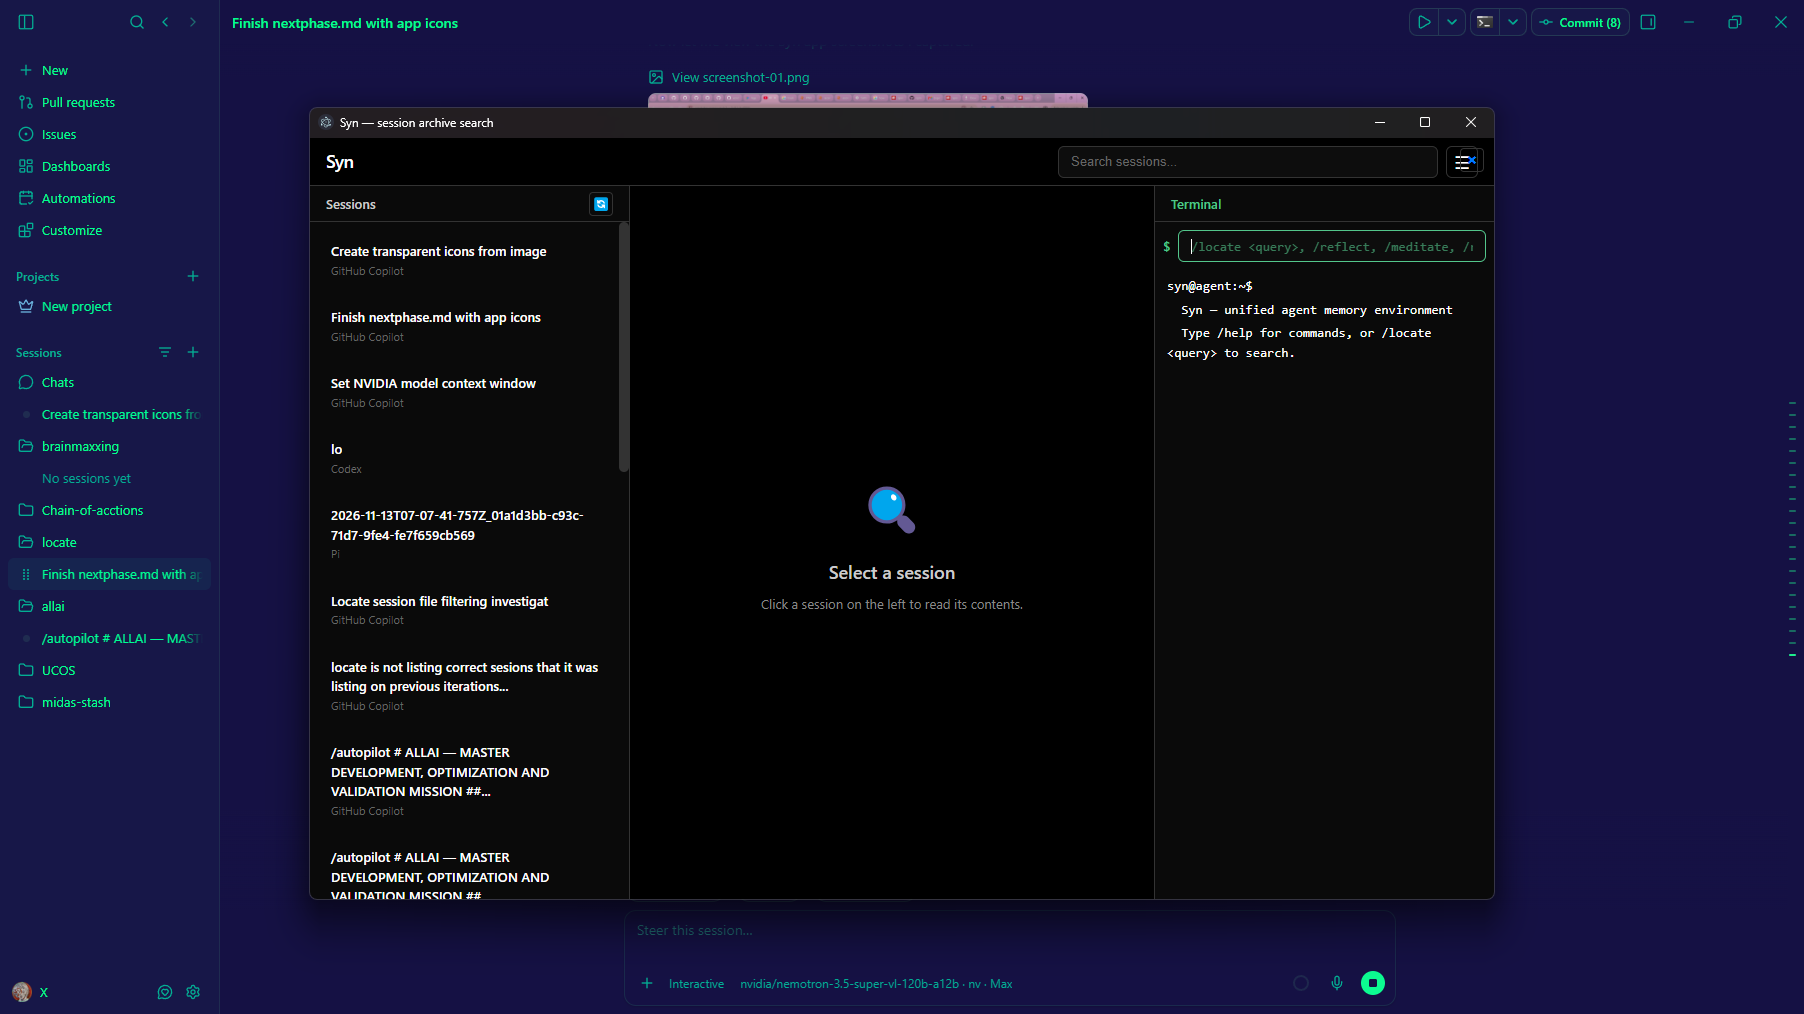 Finish nextphase.md with app icons
Commit (8)
New
Pull requests
Issues
Dashboards
Automations
Customize
Projects
New project
Sessions
Chats
Create transparent icons fro
brainmaxxing
No sessions yet
Chain-of-acctions
locate
Finish nextphase.md with ap
allai
/autopilot # ALLAI — MAST
UCOS
midas-stash
X
View screenshot-01.png
Syn — session archive search
Syn
Search sessions...
Sessions
Create transparent icons from image
GitHub Copilot
Finish nextphase.md with app icons
GitHub Copilot
Set NVIDIA model context window
GitHub Copilot
lo
Codex
2026-11-13T07-07-41-757Z_01a1d3bb-c93c-
71d7-9fe4-fe7f659cb569
Pi
Locate session file filtering investigat
GitHub Copilot
locate is not listing correct sesions that it was
listing on previous iterations...
GitHub Copilot
/autopilot # ALLAI — MASTER
DEVELOPMENT, OPTIMIZATION AND
VALIDATION MISSION ##...
GitHub Copilot
/autopilot # ALLAI — MASTER
DEVELOPMENT, OPTIMIZATION AND
VALIDATION MISSION ##
Select a session
Click a session on the left to read its contents.
Terminal
$ /locate <query>, /reflect, /meditate, /r
syn@agent:~$
Syn — unified agent memory environment
Type /help for commands, or /locate
<query> to search.
Steer this session...
Interactive
nvidia/nemotron-3.5-super-vl-120b-a12b · nv · Max